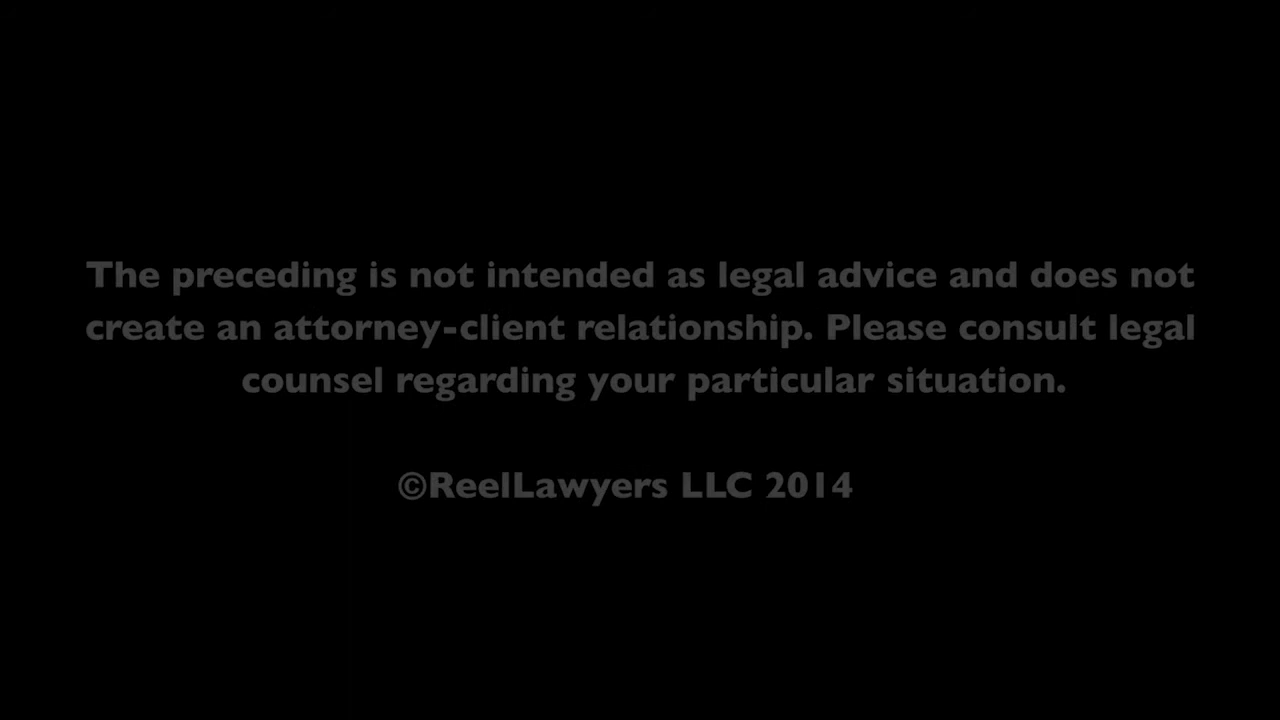 The preceding is not intended as legal advice and does not
create an attorney-client relationship. Please consult legal
counsel regarding your particular situation.
©ReelLawyers LLC 2014